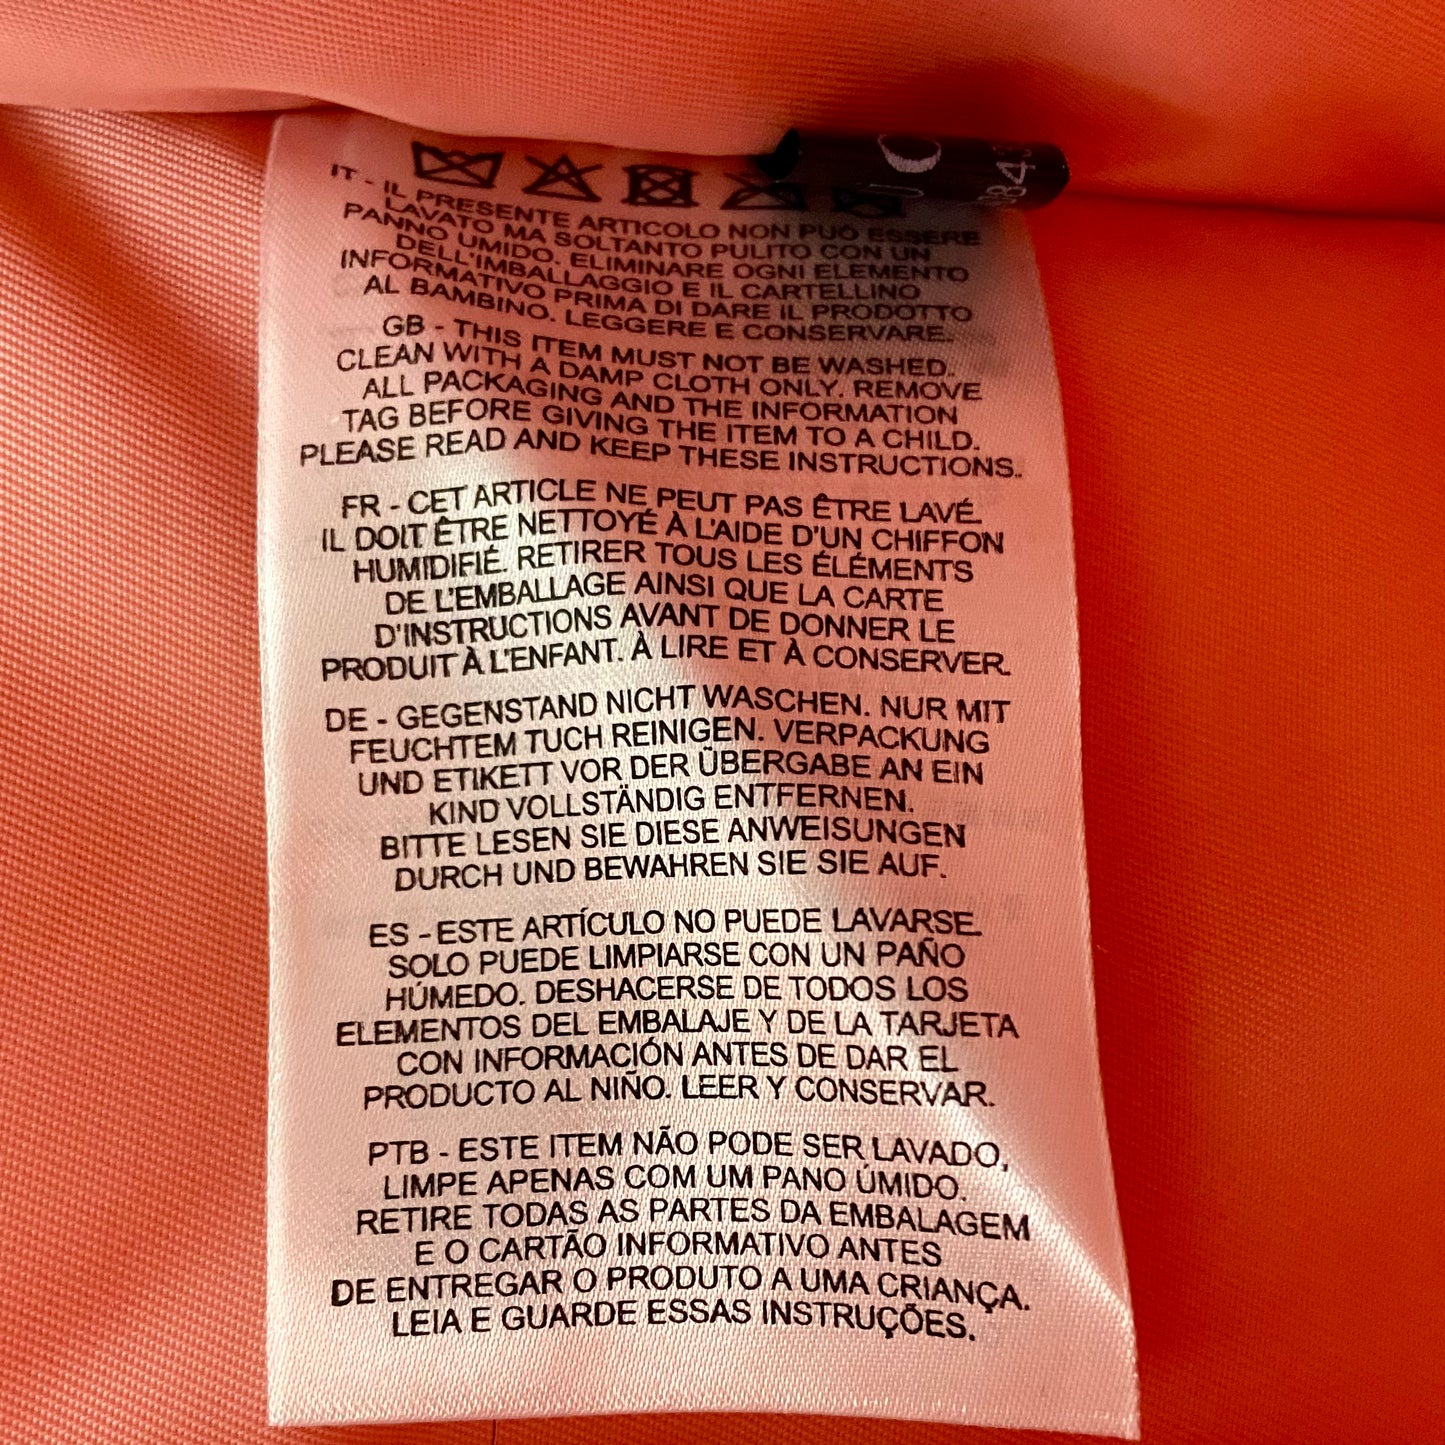 U C
0843
IT - IL PRESENTE ARTICOLO NON PUÒ ESSERE
LAVATO MA SOLTANTO PULITO CON UN
PANNO UMIDO. ELIMINARE OGNI ELEMENTO
DELL'IMBALLAGGIO E IL CARTELLINO
INFORMATIVO PRIMA DI DARE IL PRODOTTO
AL BAMBINO. LEGGERE E CONSERVARE.
GB - THIS ITEM MUST NOT BE WASHED.
CLEAN WITH A DAMP CLOTH ONLY. REMOVE
ALL PACKAGING AND THE INFORMATION
TAG BEFORE GIVING THE ITEM TO A CHILD.
PLEASE READ AND KEEP THESE INSTRUCTIONS.
FR - CET ARTICLE NE PEUT PAS ÊTRE LAVÉ.
IL DOIT ÊTRE NETTOYÉ À L'AIDE D'UN CHIFFON
HUMIDIFIÉ. RETIRER TOUS LES ÉLÉMENTS
DE L'EMBALLAGE AINSI QUE LA CARTE
D'INSTRUCTIONS AVANT DE DONNER LE
PRODUIT À L'ENFANT. À LIRE ET À CONSERVER.
DE - GEGENSTAND NICHT WASCHEN. NUR MIT
FEUCHTEM TUCH REINIGEN. VERPACKUNG
UND ETIKETT VOR DER ÜBERGABE AN EIN
KIND VOLLSTÄNDIG ENTFERNEN.
BITTE LESEN SIE DIESE ANWEISUNGEN
DURCH UND BEWAHREN SIE SIE AUF.
ES - ESTE ARTÍCULO NO PUEDE LAVARSE.
SOLO PUEDE LIMPIARSE CON UN PAÑO
HÚMEDO. DESHACERSE DE TODOS LOS
ELEMENTOS DEL EMBALAJE Y DE LA TARJETA
CON INFORMACIÓN ANTES DE DAR EL
PRODUCTO AL NIÑO. LEER Y CONSERVAR.
PTB - ESTE ITEM NÃO PODE SER LAVADO,
LIMPE APENAS COM UM PANO ÚMIDO.
RETIRE TODAS AS PARTES DA EMBALAGEM
E O CARTÃO INFORMATIVO ANTES
DE ENTREGAR O PRODUTO A UMA CRIANÇA.
LEIA E GUARDE ESSAS INSTRUÇÕES.